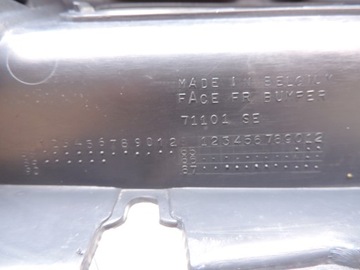 MADE IN BELGIUM
FACE FR BUMPER
71101 SE
123456789012
123456789012